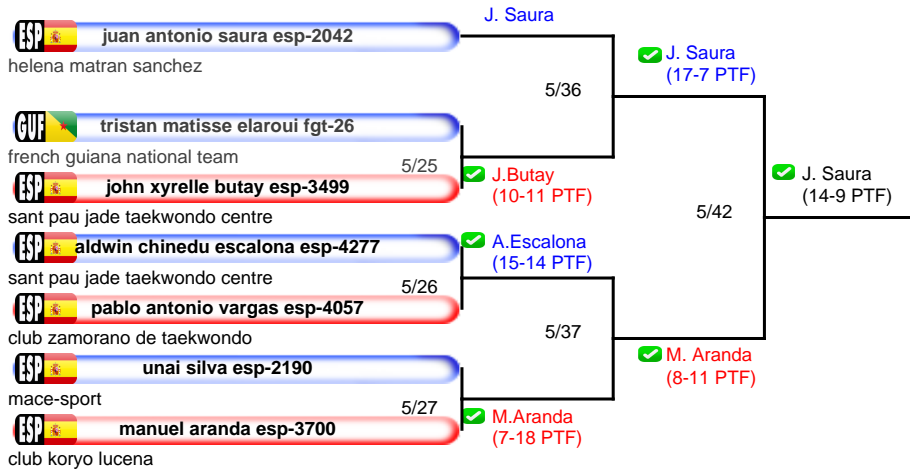 ESP juan antonio saura esp-2042
helena matran sanchez
J. Saura
GUF tristan matisse elaroui fgt-26
french guiana national team
5/25
ESP john xyrelle butay esp-3499
sant pau jade taekwondo centre
J.Butay
(10-11 PTF)
5/36
J. Saura
(17-7 PTF)
ESP aldwin chinedu escalona esp-4277
sant pau jade taekwondo centre
5/26
ESP pablo antonio vargas esp-4057
club zamorano de taekwondo
A.Escalona
(15-14 PTF)
ESP unai silva esp-2190
mace-sport
5/27
ESP manuel aranda esp-3700
club koryo lucena
M.Aranda
(7-18 PTF)
5/37
M. Aranda
(8-11 PTF)
5/42
J. Saura
(14-9 PTF)